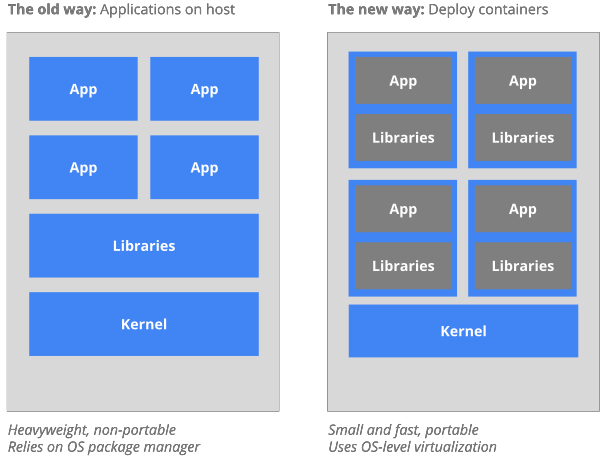 The old way: Applications on host
App
App
App
App
Libraries
Kernel
Heavyweight, non-portable
Relies on OS package manager
The new way: Deploy containers
App
App
Libraries
Libraries
App
App
Libraries
Libraries
Kernel
Small and fast, portable
Uses OS-level virtualization